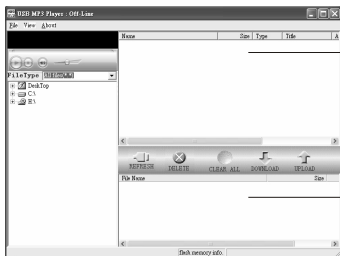 USB MP3 Player : Off-Line
File View About
Name Size Type Title A
FileType
DeskTop
C:\
H:\
REFRESH DELETE CLEAR ALL DOWNLOAD UPLOAD
File Name Size
flash memory info.